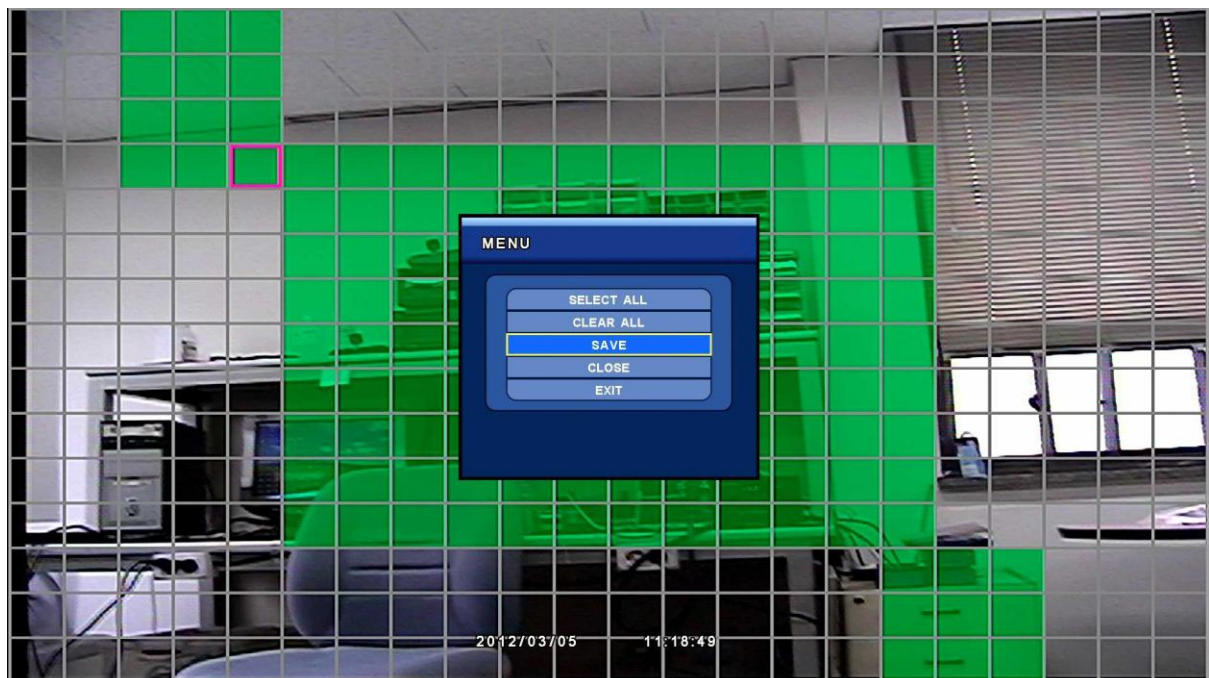 MENU
SELECT ALL
CLEAR ALL
SAVE
CLOSE
EXIT
2012/03/05 11:18:49